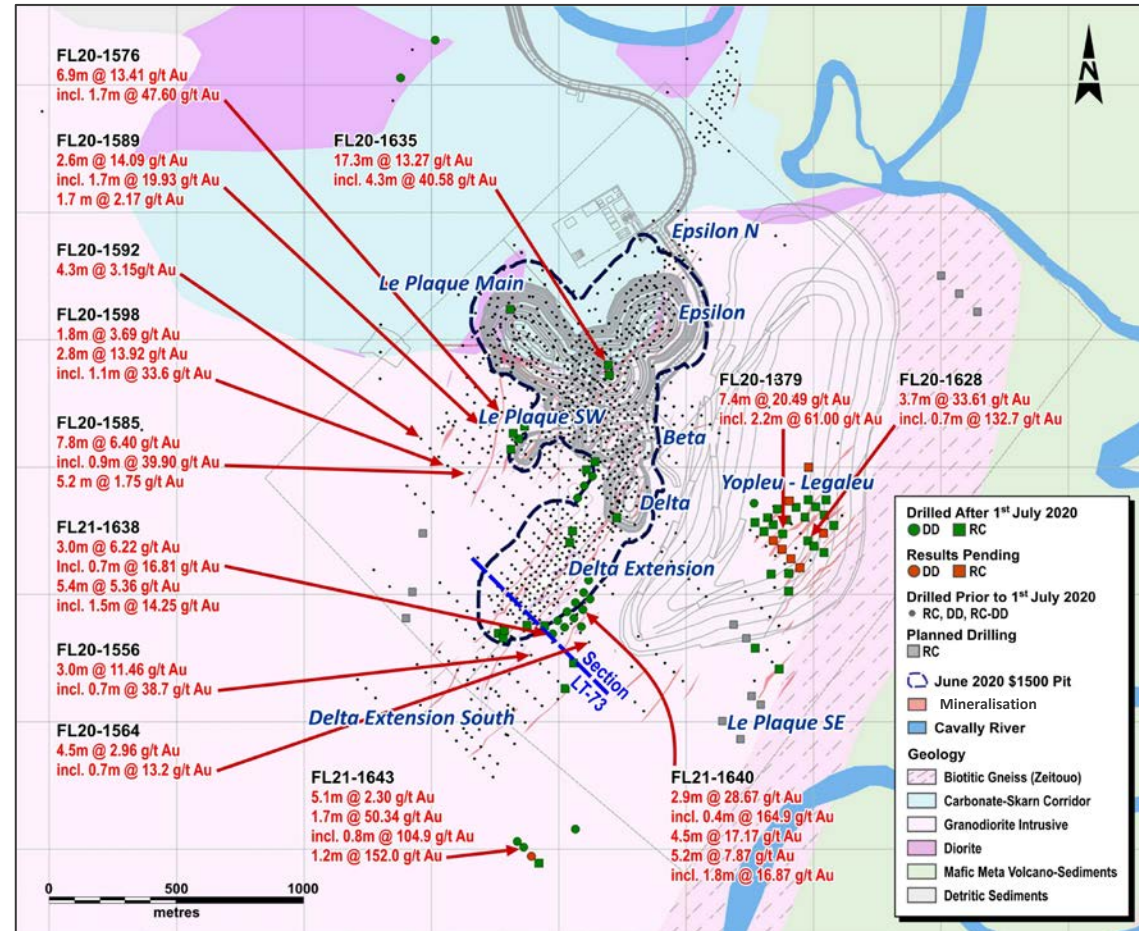 N
FL20-1576
6.9m @ 13.41 g/t Au
incl. 1.7m @ 47.60 g/t Au
FL20-1589
2.6m @ 14.09 g/t Au
incl. 1.7m @ 19.93 g/t Au
1.7 m @ 2.17 g/t Au
FL20-1592
4.3m @ 3.15g/t Au
FL20-1598
1.8m @ 3.69 g/t Au
2.8m @ 13.92 g/t Au
incl. 1.1m @ 33.6 g/t Au
FL20-1585
7.8m @ 6.40 g/t Au
incl. 0.9m @ 39.90 g/t Au
5.2 m @ 1.75 g/t Au
FL21-1638
3.0m @ 6.22 g/t Au
Incl. 0.7m @ 16.81 g/t Au
5.4m @ 5.36 g/t Au
incl. 1.5m @ 14.25 g/t Au
FL20-1556
3.0m @ 11.46 g/t Au
incl. 0.7m @ 38.7 g/t Au
FL20-1564
4.5m @ 2.96 g/t Au
incl. 0.7m @ 13.2 g/t Au
FL20-1635
17.3m @ 13.27 g/t Au
incl. 4.3m @ 40.58 g/t Au
Epsilon N
Le Plaque Main
Epsilon
FL20-1379
7.4m @ 20.49 g/t Au
incl. 2.2m @ 61.00 g/t Au
FL20-1628
3.7m @ 33.61 g/t Au
incl. 0.7m @ 132.7 g/t Au
Le Plaque SW
Beta
Yopleu - Legaleu
Delta
Delta Extension
Section
LT-73
Delta Extension South
Le Plaque SE
FL21-1643
5.1m @ 2.30 g/t Au
1.7m @ 50.34 g/t Au
incl. 0.8m @ 104.9 g/t Au
1.2m @ 152.0 g/t Au
FL21-1640
2.9m @ 28.67 g/t Au
incl. 0.4m @ 164.9 g/t Au
4.5m @ 17.17 g/t Au
5.2m @ 7.87 g/t Au
incl. 1.8m @ 16.87 g/t Au
0 500 1000
metres
Drilled After 1st July 2020
DD RC
Results Pending
DD RC
Drilled Prior to 1st July 2020
RC, DD, RC-DD
Planned Drilling
RC
June 2020 $1500 Pit
Mineralisation
Cavally River
Geology
Biotitic Gneiss (Zeitouo)
Carbonate-Skarn Corridor
Granodiorite Intrusive
Diorite
Mafic Meta Volcano-Sediments
Detritic Sediments